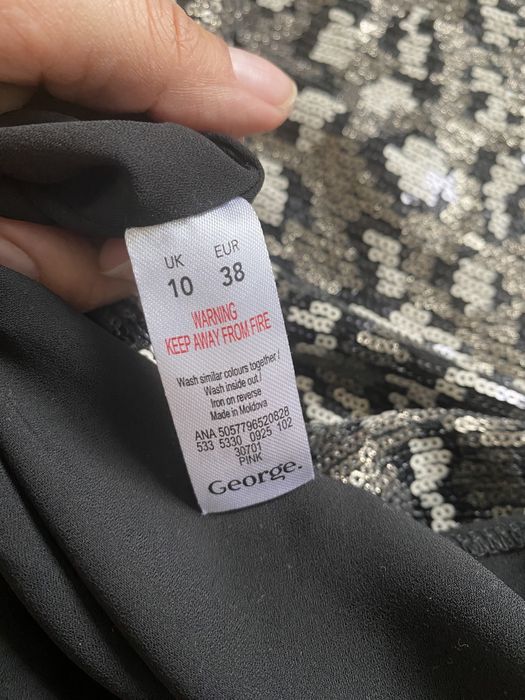 UK EUR
10 38
WARNING
KEEP AWAY FROM FIRE
Wash similar colours together /
Wash inside out /
Iron on reverse
Made in Moldova
ANA 5057796520828
533 5330 0925 102
30701
PINK
George.